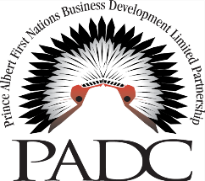 Prince Albert First Nations Business Development Limited Partnership
PADC